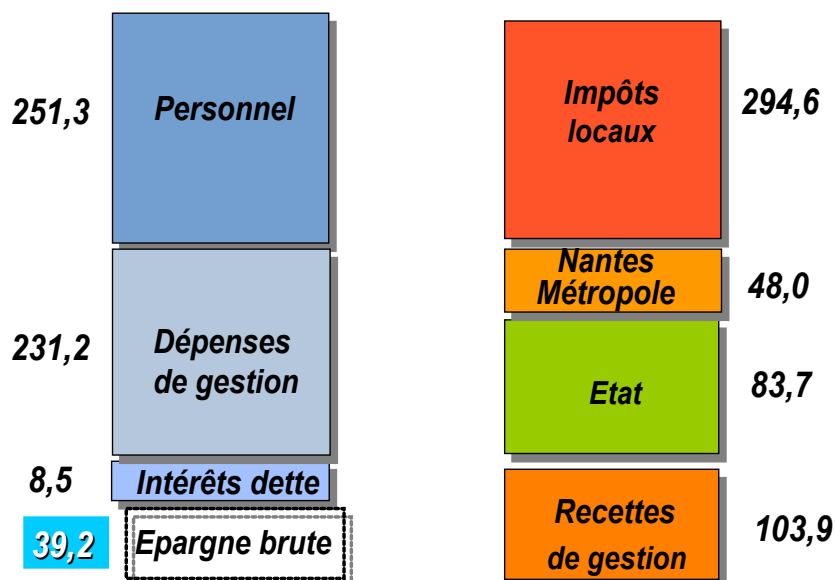 251,3
Personnel
231,2
Dépenses
de gestion
8,5
Intérêts dette
39,2
Epargne brute
Impôts
locaux
294,6
Nantes
Métropole
48,0
Etat
83,7
Recettes
de gestion
103,9